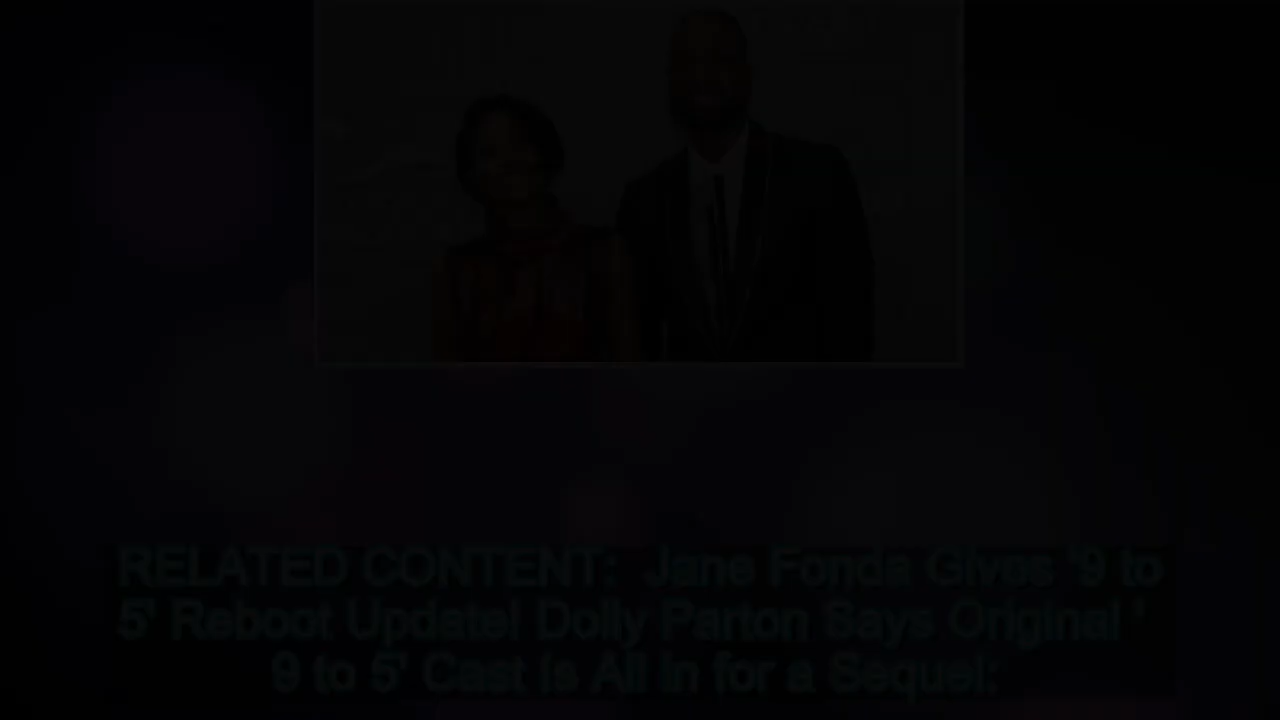 RELATED CONTENT: Jane Fonda Gives '9 to
5' Reboot Update! Dolly Parton Says Original '
9 to 5' Cast Is All In for a Sequel: